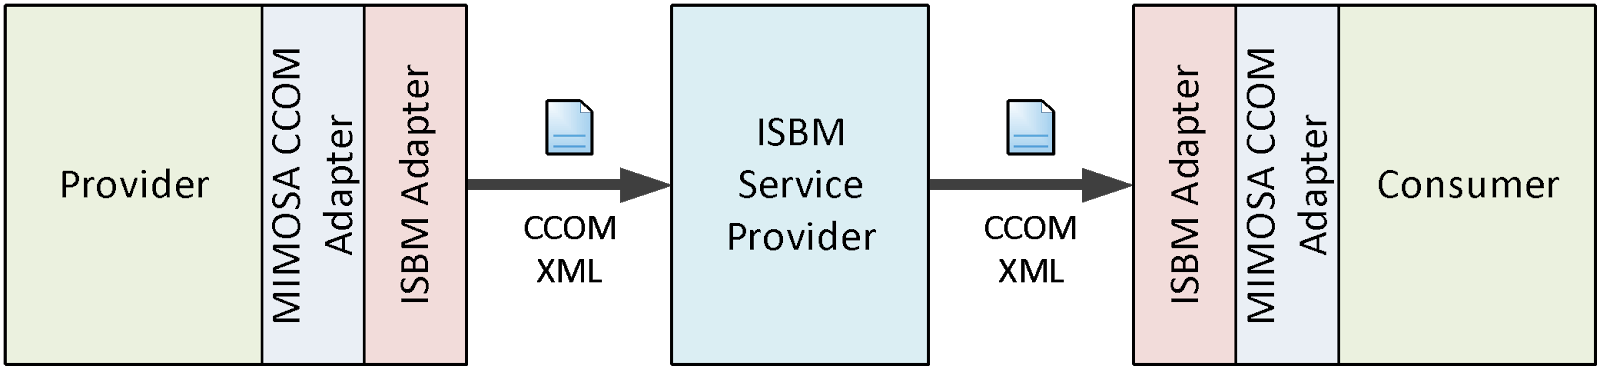 Provider
MIMOSA CCOM
Adapter
ISBM Adapter
CCOM
XML
ISBM
Service
Provider
CCOM
XML
ISBM Adapter
MIMOSA CCOM
Adapter
Consumer